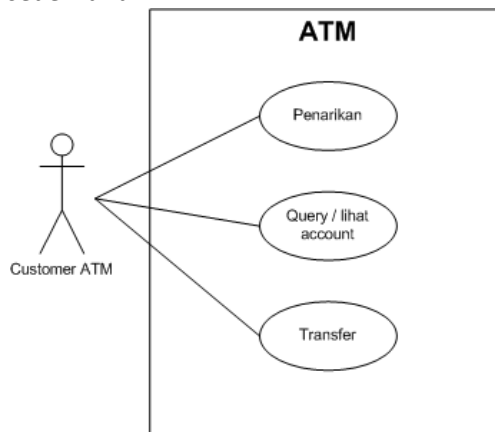 ATM
Penarikan
Query / lihat
account
Customer ATM
Transfer